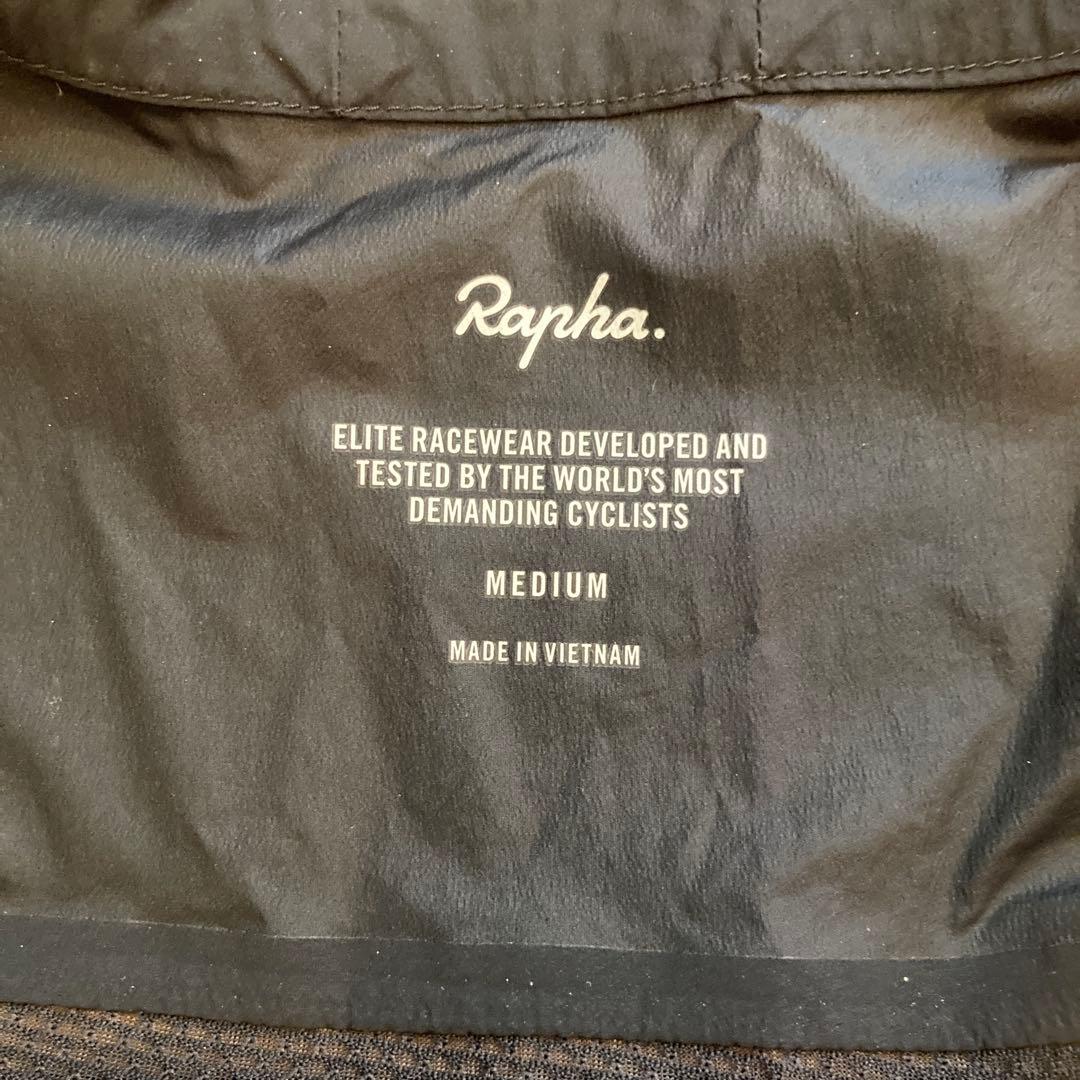 Rapha.
ELITE RACEWEAR DEVELOPED AND
TESTED BY THE WORLD'S MOST
DEMANDING CYCLISTS
MEDIUM
MADE IN VIETNAM